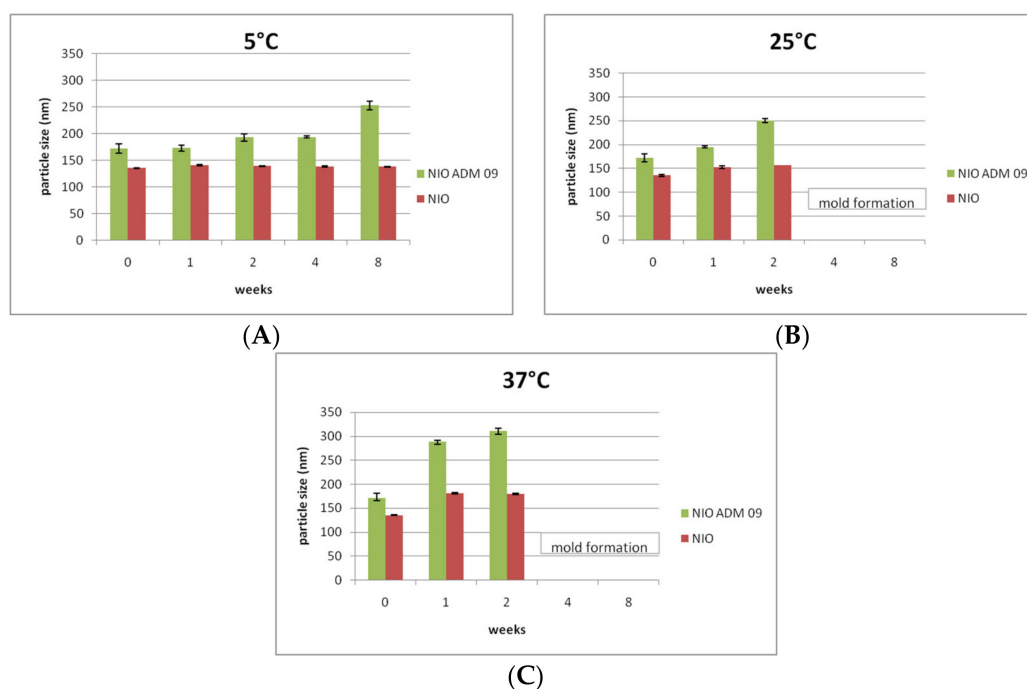 5°C
350
300
250
200
150
100
50
0
particle size (nm)
0 1 2 4 8
weeks
NIO ADM 09
NIO
(A)
25°C
350
300
250
200
150
100
50
0
particle size (nm)
mold formation
0 1 2 4 8
weeks
NIO ADM 09
NIO
(B)
37°C
350
300
250
200
150
100
50
0
particle size (nm)
mold formation
0 1 2 4 8
weeks
NIO ADM 09
NIO
(C)